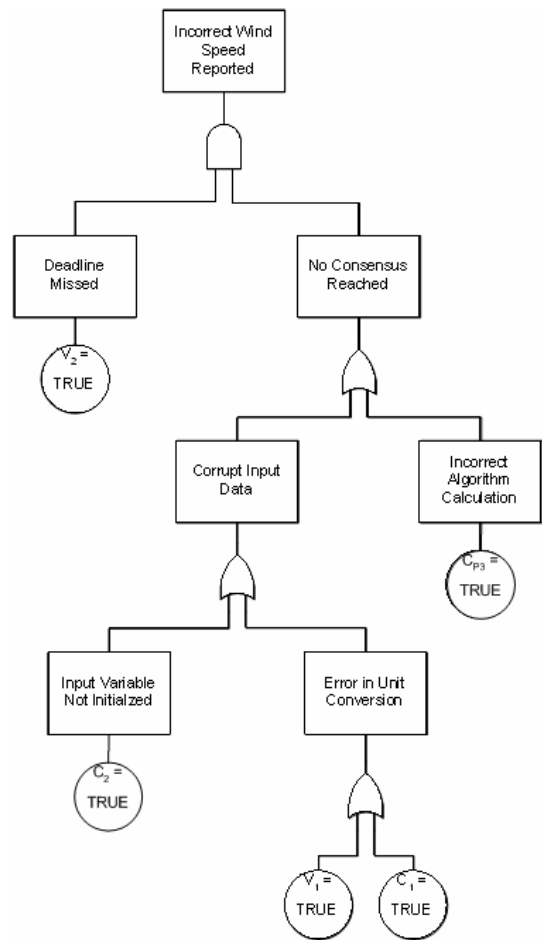 Incorrect Wind
Speed
Reported
Deadline
Missed
No Consensus
Reached
V₂ =
TRUE
Corrupt Input
Data
Incorrect
Algorithm
Calculation
C_P3 =
TRUE
Input Variable
Not Initialzed
Error in Unit
Conversion
C₂ =
TRUE
V₁ =
TRUE
C₁ =
TRUE